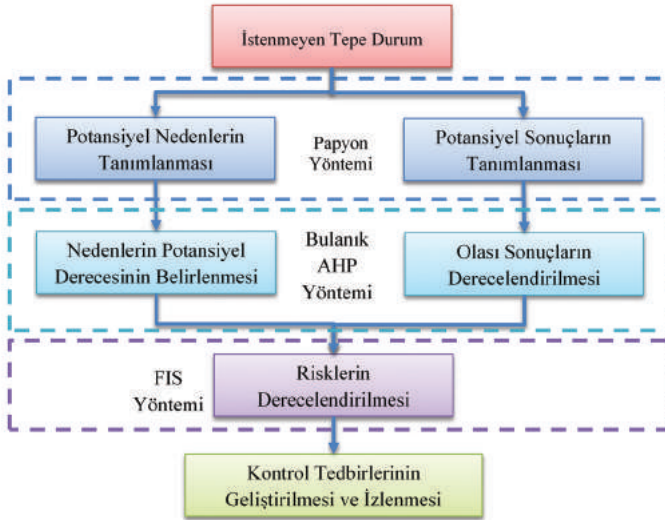 İstenmeyen Tepe Durum
Potansiyel Nedenlerin
Tanımlanması
Papyon
Yöntemi
Potansiyel Sonuçların
Tanımlanması
Nedenlerin Potansiyel
Derecesinin Belirlenmesi
Bulanık
AHP
Yöntemi
Olası Sonuçların
Derecelendirilmesi
FIS
Yöntemi
Risklerin
Derecelendirilmesi
Kontrol Tedbirlerinin
Geliştirilmesi ve İzlenmesi